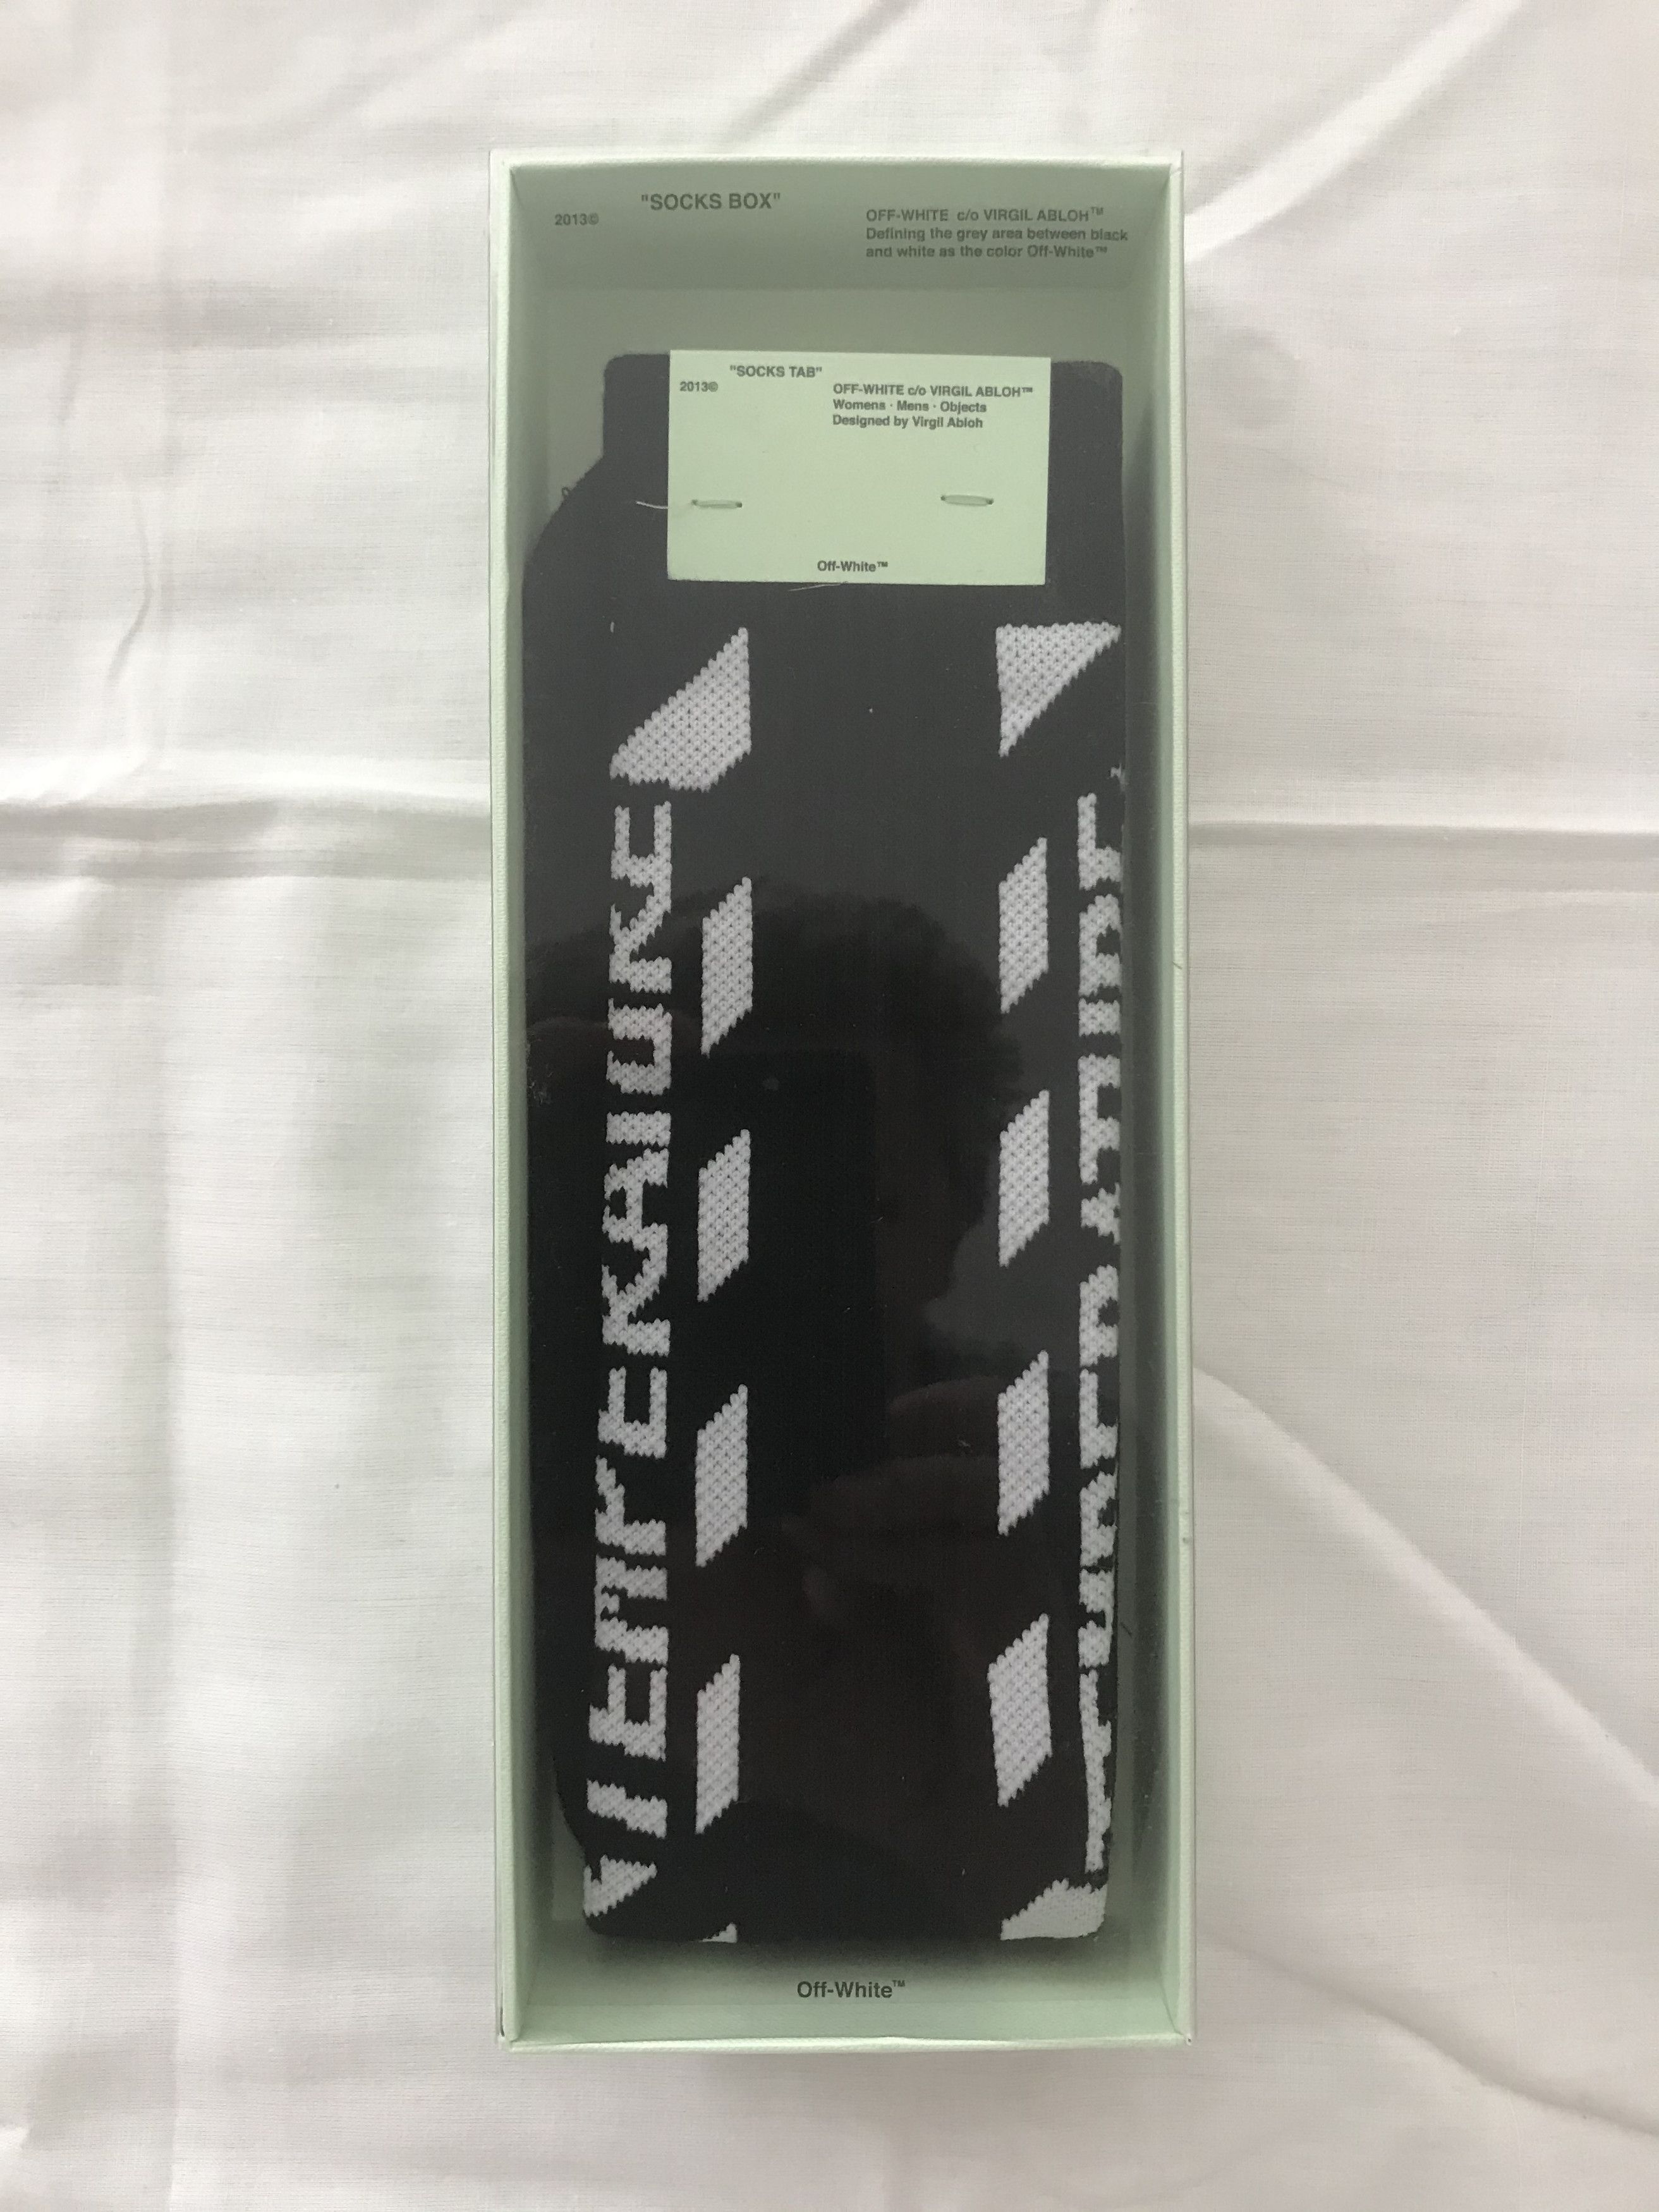 "SOCKS BOX"
2013©
OFF-WHITE c/o VIRGIL ABLOH™
Defining the grey area between black
and white as the color Off-White™
"SOCKS TAB"
2013©
OFF-WHITE c/o VIRGIL ABLOH™
Womens · Mens · Objects
Designed by Virgil Abloh
Off-White™
Off-White™